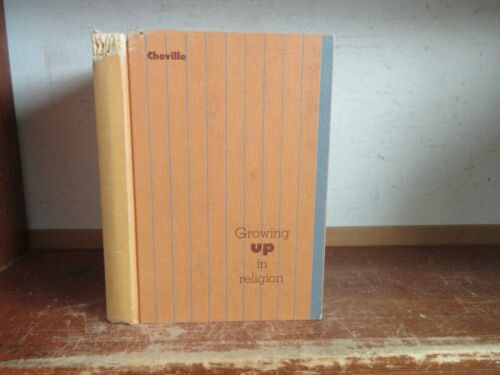 Cheville
Growing
up
in
religion